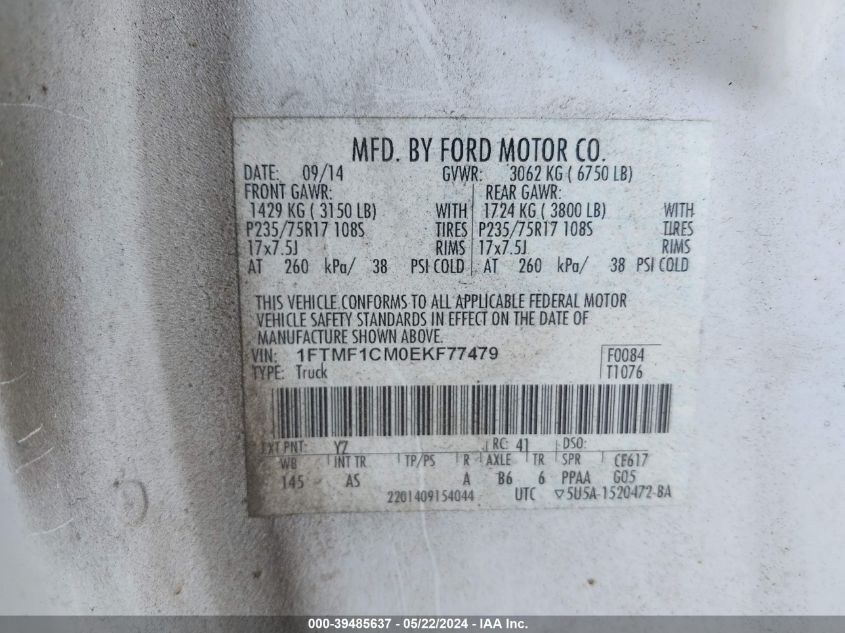 MFD. BY FORD MOTOR CO.
DATE: 09/14 GVWR: 3062 KG ( 6750 LB)
FRONT GAWR: REAR GAWR:
1429 KG ( 3150 LB) WITH 1724 KG ( 3800 LB) WITH
P235/75R17 108S TIRES P235/75R17 108S TIRES
17x7.5J RIMS 17x7.5J RIMS
AT 260 kPa/ 38 PSI COLD AT 260 kPa/ 38 PSI COLD
THIS VEHICLE CONFORMS TO ALL APPLICABLE FEDERAL MOTOR
VEHICLE SAFETY STANDARDS IN EFFECT ON THE DATE OF
MANUFACTURE SHOWN ABOVE.
VIN: 1FTMF1CM0EKF77479 F0084
TYPE: Truck T1076
EXT PNT: YZ RC: 41 DSO:
WB INT TR TP/PS R AXLE TR SPR CF617
145 AS A B6 6 PPAA G05
2201409154044 UTC ▽5U5A-1520472-BA
000-39485637 - 05/22/2024 - IAA Inc.